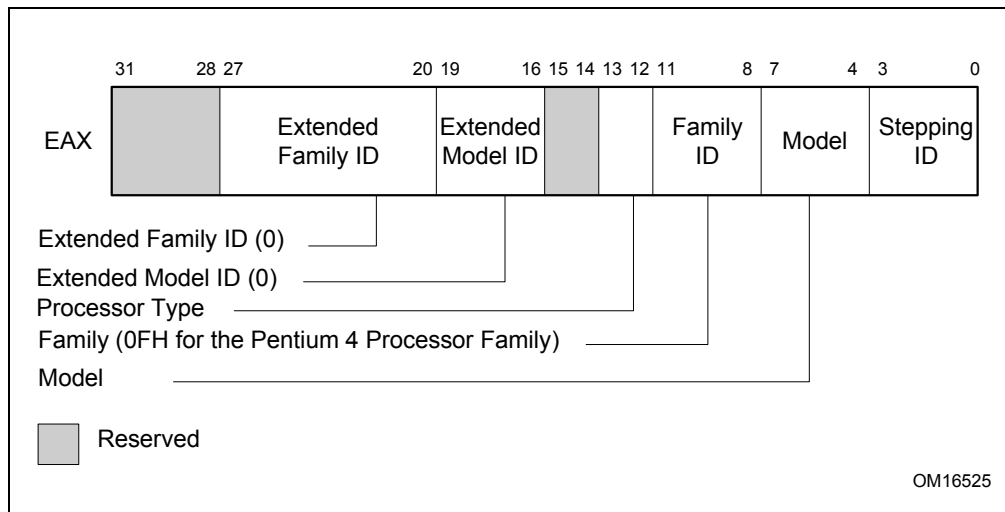 31 28 27 20 19 16 15 14 13 12 11 8 7 4 3 0
EAX
Extended
Family ID
Extended
Model ID
Family
ID
Model
Stepping
ID
Extended Family ID (0)
Extended Model ID (0)
Processor Type
Family (0FH for the Pentium 4 Processor Family)
Model
Reserved
OM16525